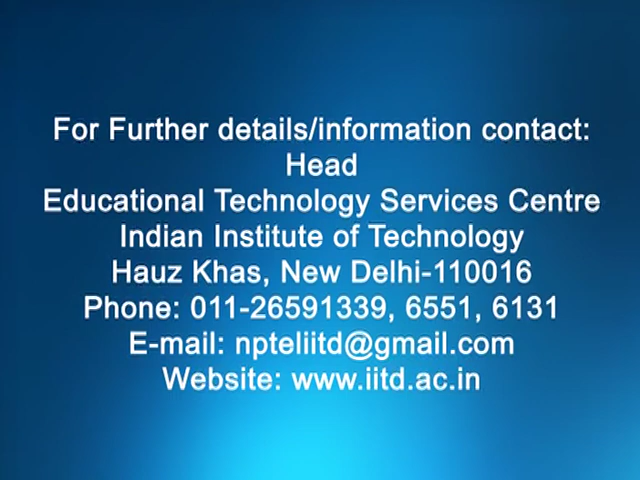 For Further details/information contact:
Head
Educational Technology Services Centre
Indian Institute of Technology
Hauz Khas, New Delhi-110016
Phone: 011-26591339, 6551, 6131
E-mail: npteliitd@gmail.com
Website: www.iitd.ac.in